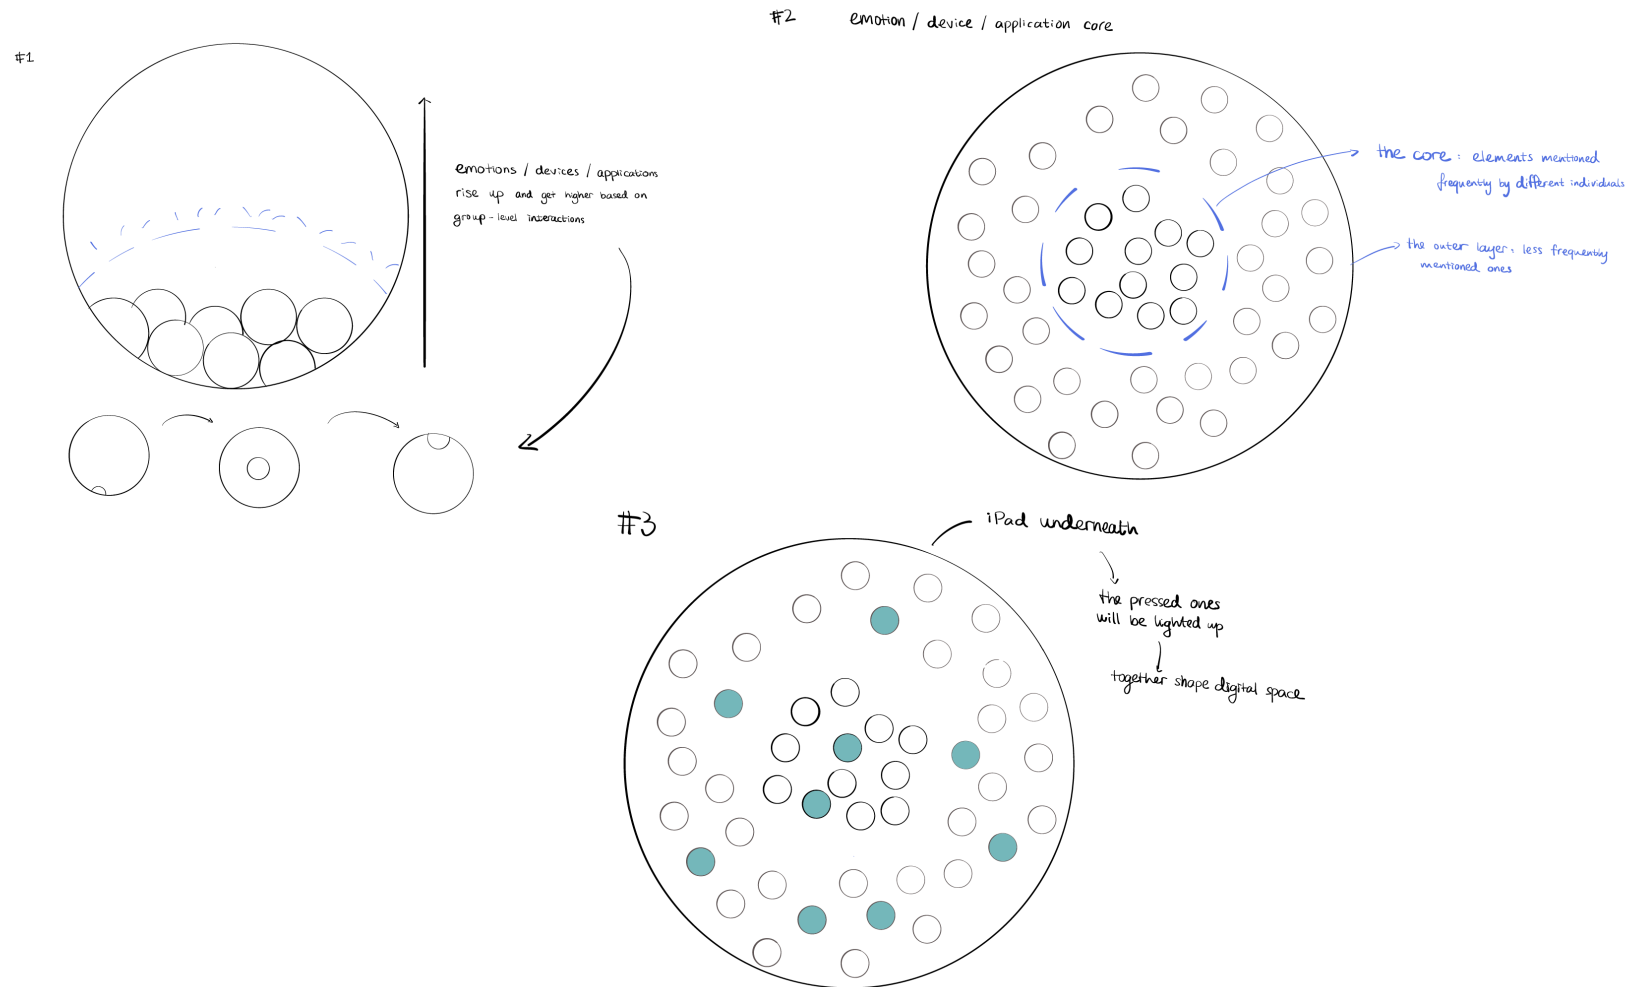 #1
emotions / devices / applications
rise up and get higher based on
group-level interactions
#2
emotion / device / application core
the core: elements mentioned
frequently by different individuals
the outer layer: less frequently
mentioned ones
#3
iPad underneath
the pressed ones
will be lighted up
together shape digital space